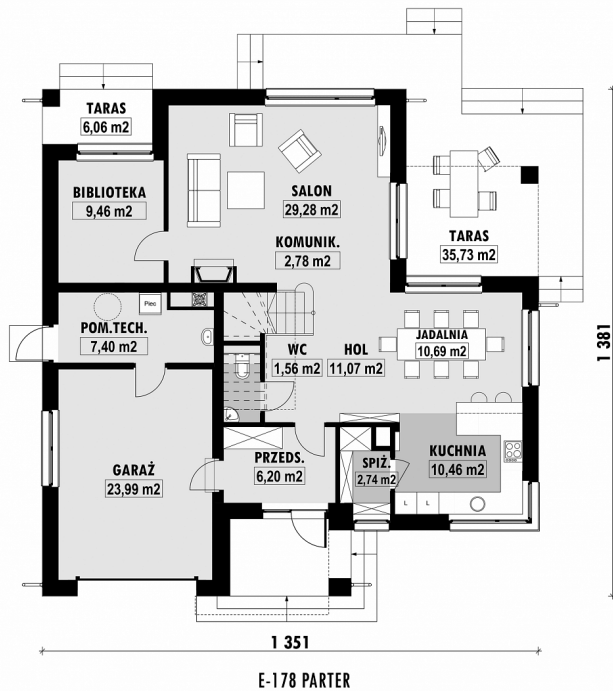 TARAS
6,06 m2
BIBLIOTEKA
9,46 m2
SALON
29,28 m2
KOMUNIK.
2,78 m2
TARAS
35,73 m2
Piec
POM.TECH.
7,40 m2
WC
1,56 m2
HOL
11,07 m2
JADALNIA
10,69 m2
1 381
GARAŻ
23,99 m2
PRZEDS.
6,20 m2
SPIŻ.
2,74 m2
KUCHNIA
10,46 m2
L L
1 351
E-178 PARTER